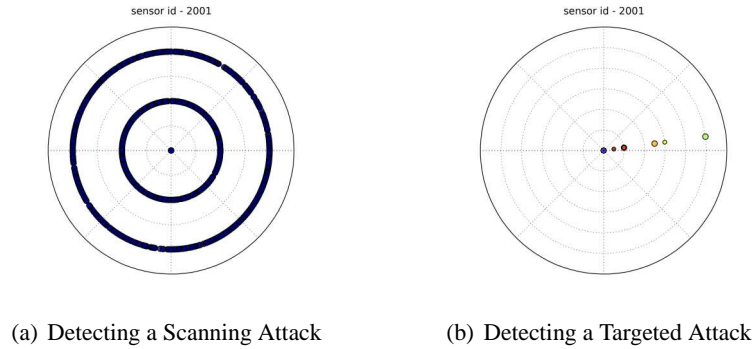 sensor id - 2001
sensor id - 2001
(a) Detecting a Scanning Attack
(b) Detecting a Targeted Attack